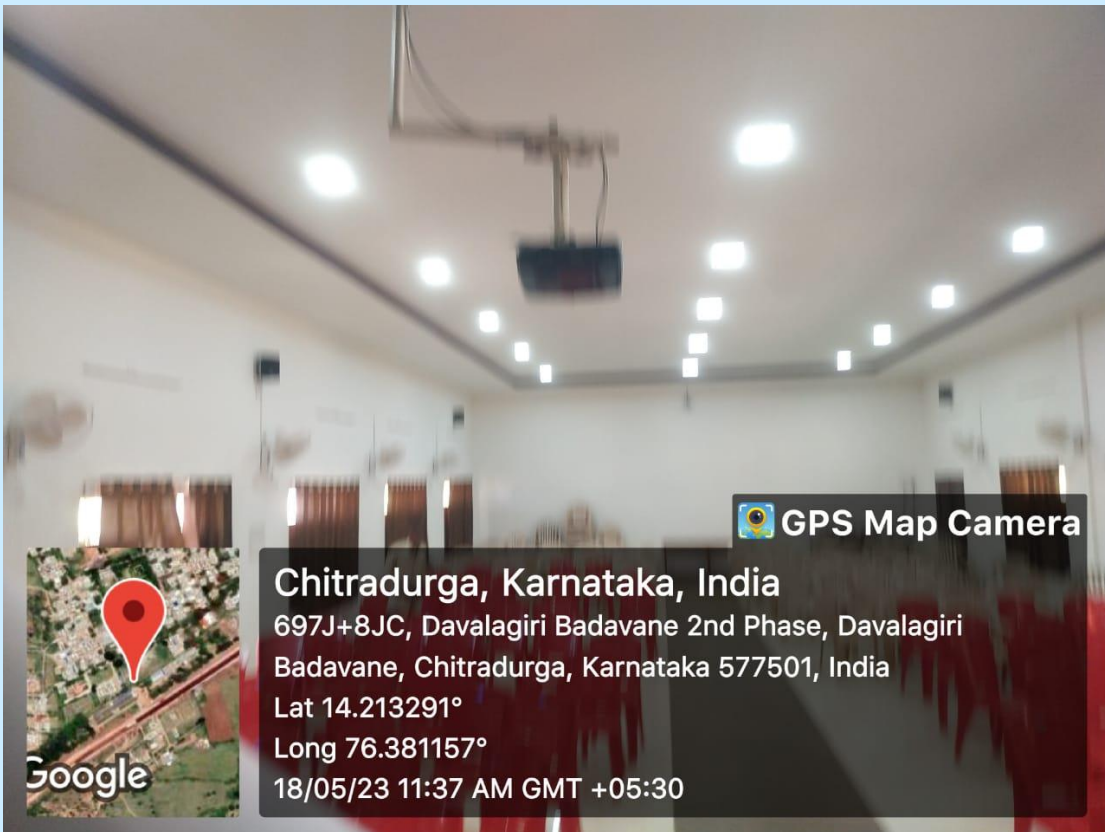 GPS Map Camera
Chitradurga, Karnataka, India
697J+8JC, Davalagiri Badavane 2nd Phase, Davalagiri
Badavane, Chitradurga, Karnataka 577501, India
Lat 14.213291°
Long 76.381157°
18/05/23 11:37 AM GMT +05:30
Google